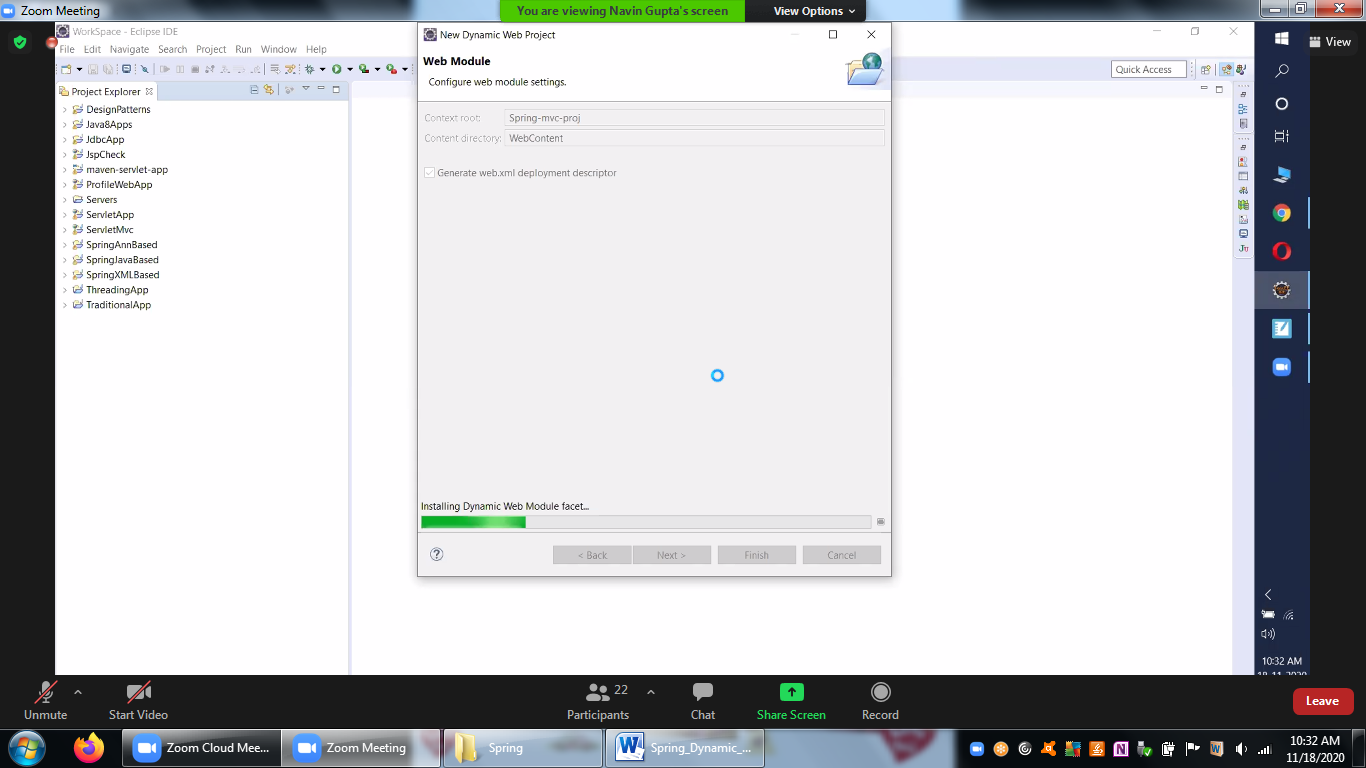 Zoom Meeting
You are viewing Navin Gupta's screen
View Options
WorkSpace - Eclipse IDE
File Edit Navigate Search Project Run Window Help
Quick Access
View
Project Explorer
DesignPatterns
Java8Apps
JdbcApp
JspCheck
maven-servlet-app
ProfileWebApp
Servers
ServletApp
ServletMvc
SpringAnnBased
SpringJavaBased
SpringXMLBased
ThreadingApp
TraditionalApp
New Dynamic Web Project
Web Module
Configure web module settings.
Context root: Spring-mvc-proj
Content directory: WebContent
Generate web.xml deployment descriptor
Installing Dynamic Web Module facet...
< Back Next > Finish Cancel
10:32 AM
18-11-2020
Unmute
Start Video
22
Participants
Chat
Share Screen
Record
Leave
Zoom Cloud Mee...
Zoom Meeting
Spring
Spring_Dynamic_...
10:32 AM
11/18/2020